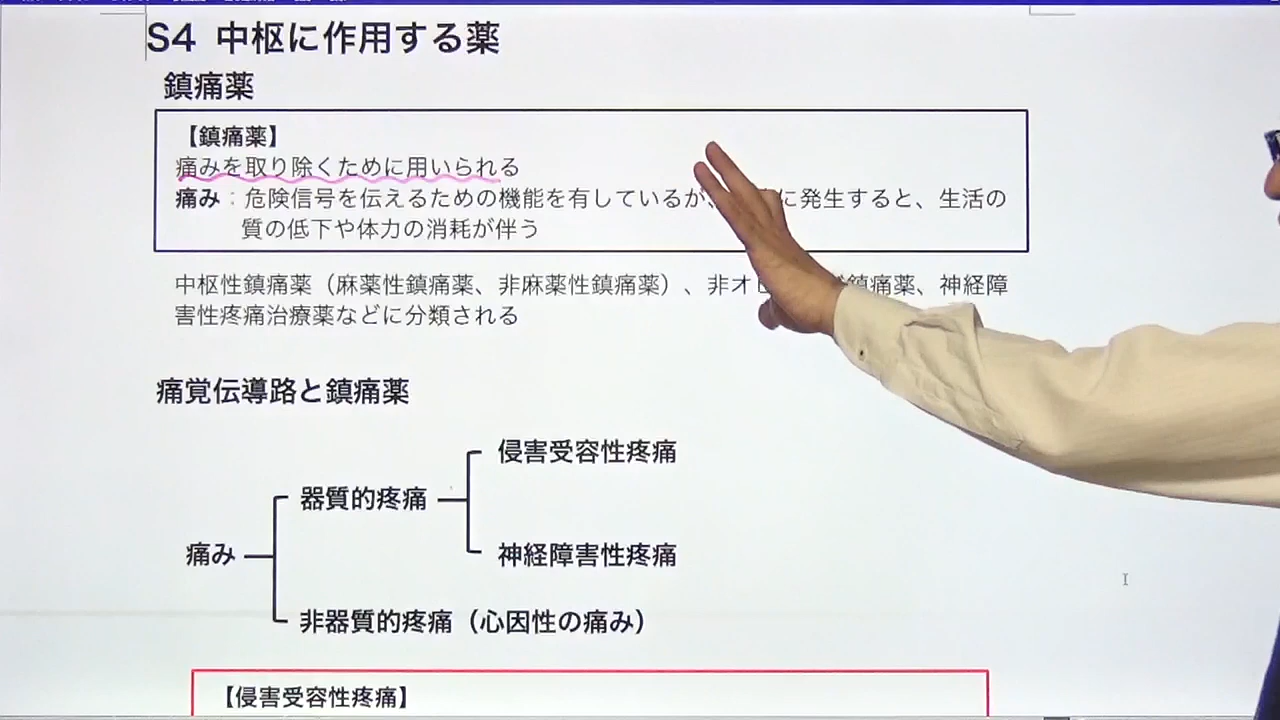 S4 中枢に作用する薬
鎮痛薬
【鎮痛薬】
痛みを取り除くために用いられる
痛み：危険信号を伝えるための機能を有しているが、 に発生すると、生活の
質の低下や体力の消耗が伴う
中枢性鎮痛薬（麻薬性鎮痛薬、非麻薬性鎮痛薬）、非オピ 鎮痛薬、神経障
害性疼痛治療薬などに分類される
痛覚伝導路と鎮痛薬
侵害受容性疼痛
器質的疼痛
痛み
神経障害性疼痛
非器質的疼痛（心因性の痛み）
【侵害受容性疼痛】